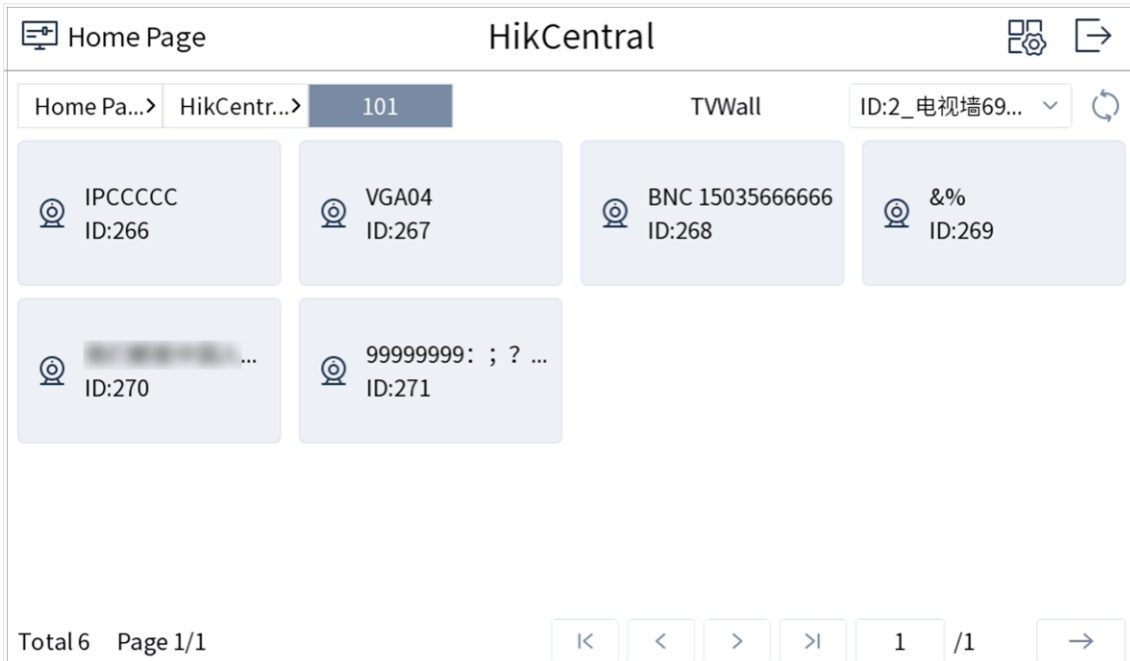 Home Page
HikCentral
Home Pa...
HikCentr...
101
TVWall
ID:2_电视墙69...
IPCCCCC
ID:266
VGA04
ID:267
BNC 15035666666
ID:268
&%
ID:269
...
ID:270
99999999：；？...
ID:271
Total 6
Page 1/1
1
/1